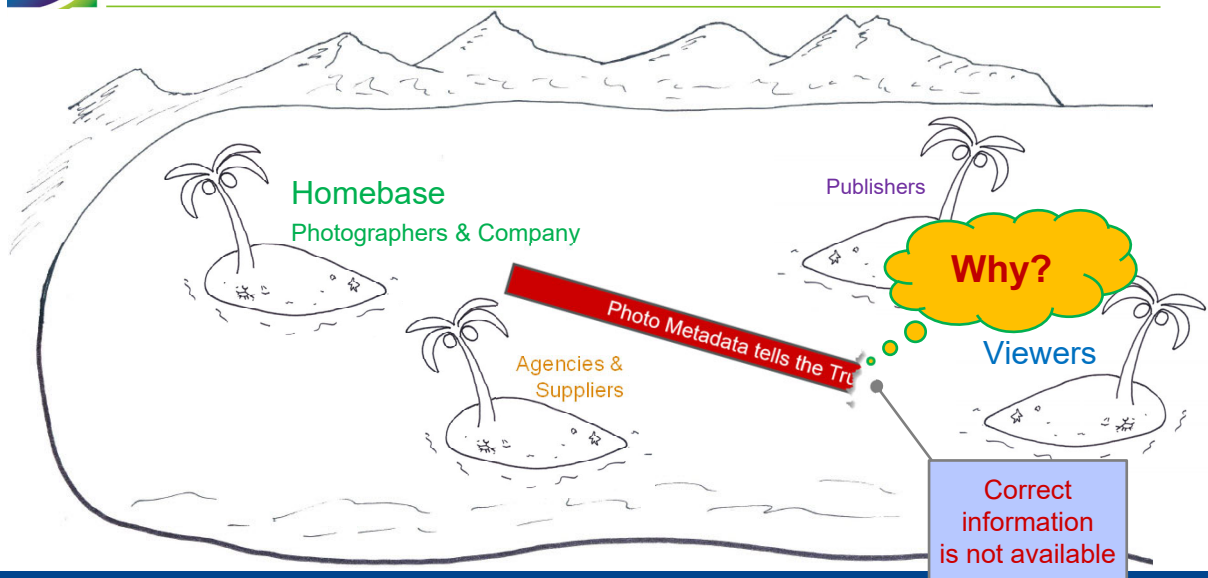 Homebase
Photographers & Company
Publishers
Why?
Photo Metadata tells the Tru
Agencies &
Suppliers
Viewers
Correct
information
is not available